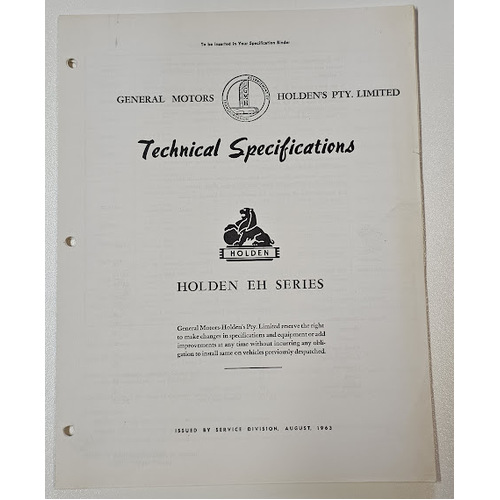 To be inserted in Your Specification Binder
GENERAL MOTORS HOLDEN'S PTY. LIMITED
Technical Specifications
HOLDEN
HOLDEN EH SERIES
General Motors-Holden's Pty. Limited reserve the right
to make changes in specifications and equipment or add
improvements at any time without incurring any obli-
gation to install same on vehicles previously despatched.
ISSUED BY SERVICE DIVISION, AUGUST, 1963